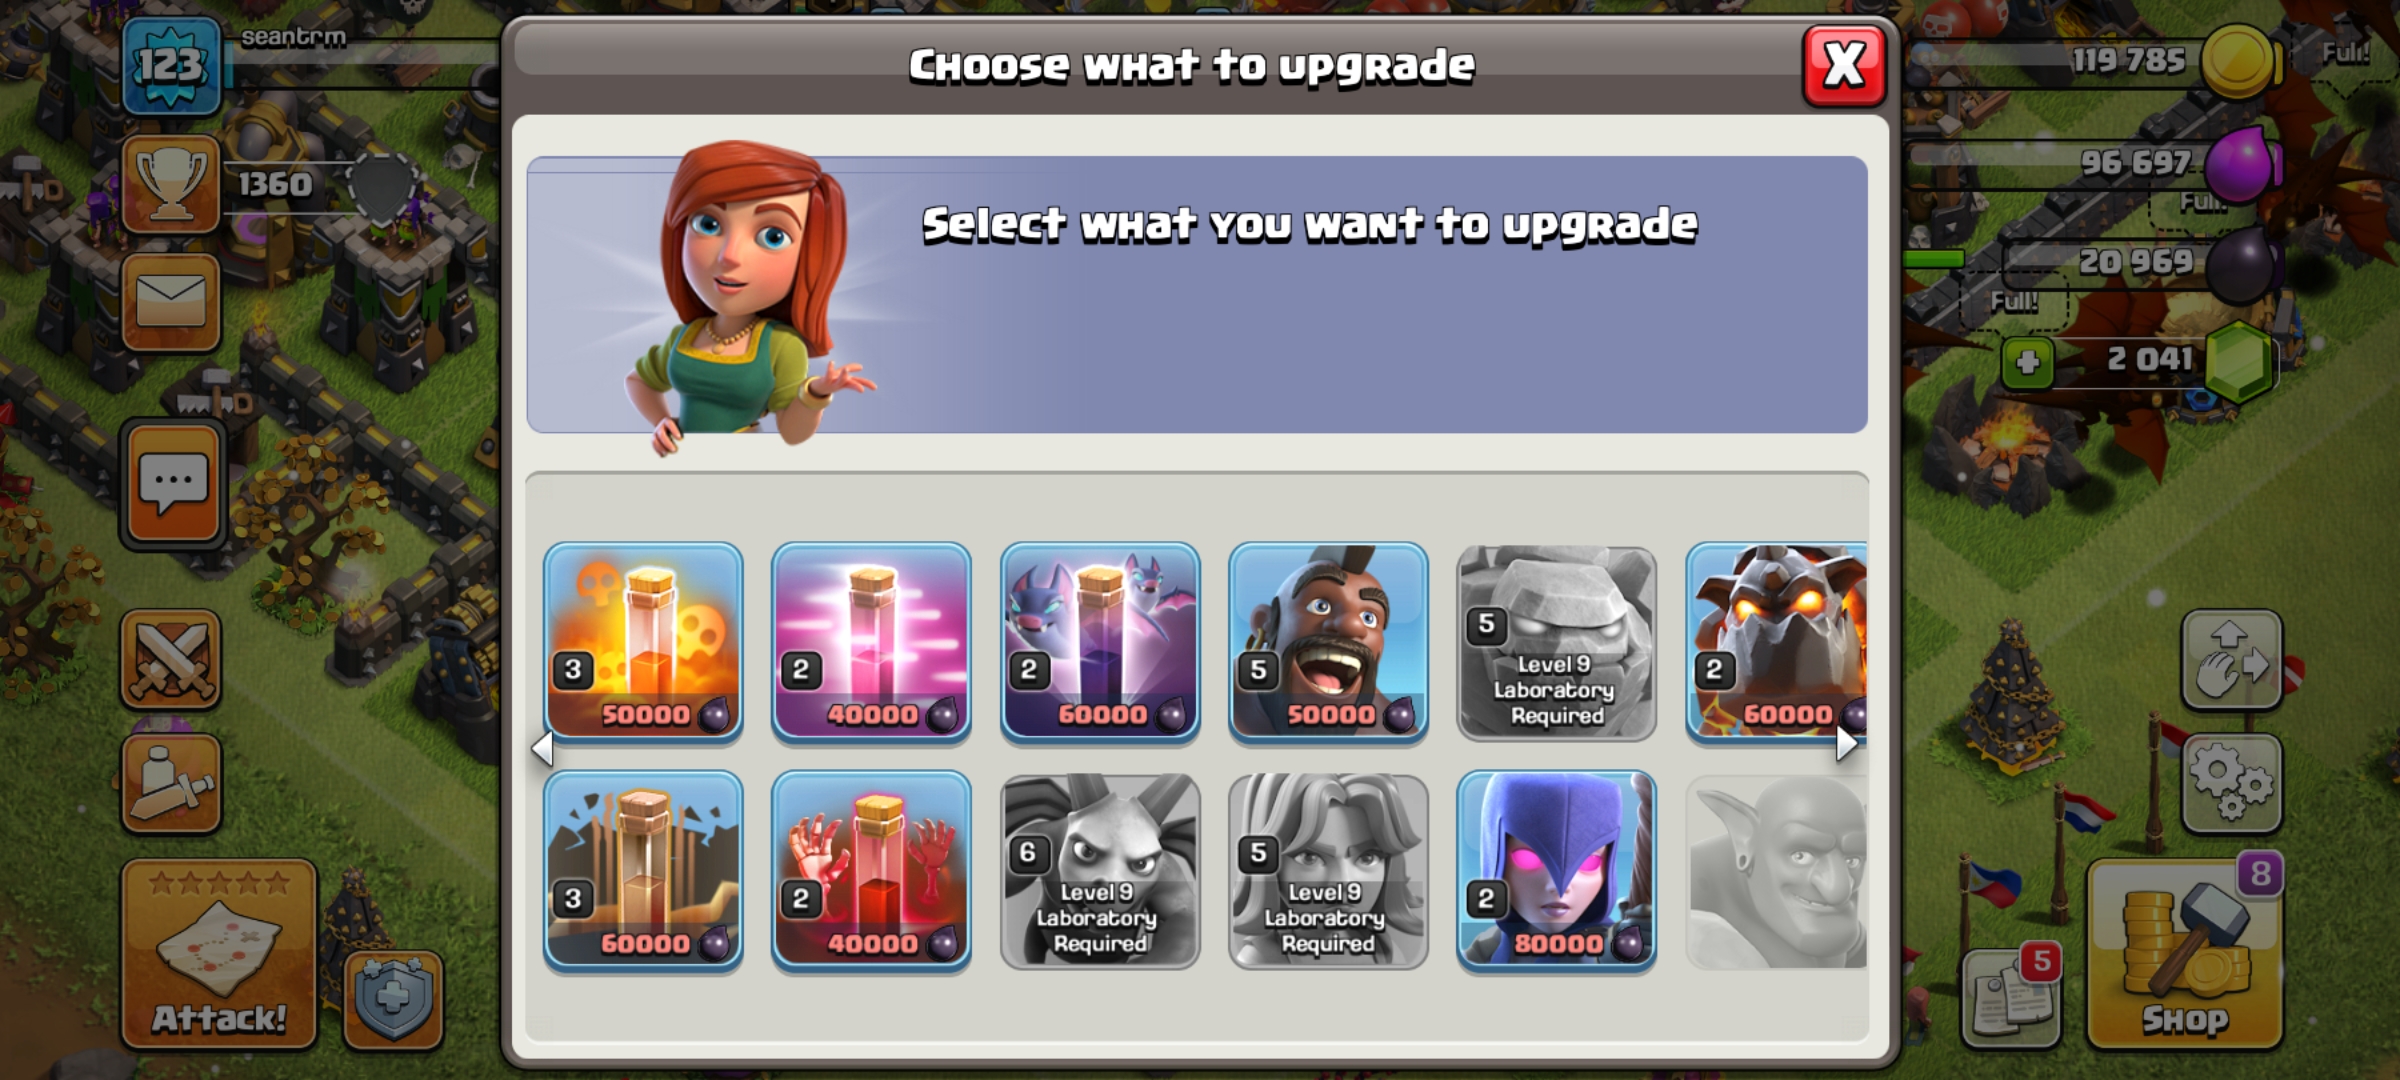 123
seantrm
1360
Choose what to upgrade
X
119 785
Full!
96 697
Full!
20 969
Full!
2 041
Select what you want to upgrade
3
50000
2
40000
2
60000
5
50000
5
Level 9
Laboratory
Required
2
60000
3
60000
2
40000
6
Level 9
Laboratory
Required
5
Level 9
Laboratory
Required
2
80000
Attack!
5
8
Shop